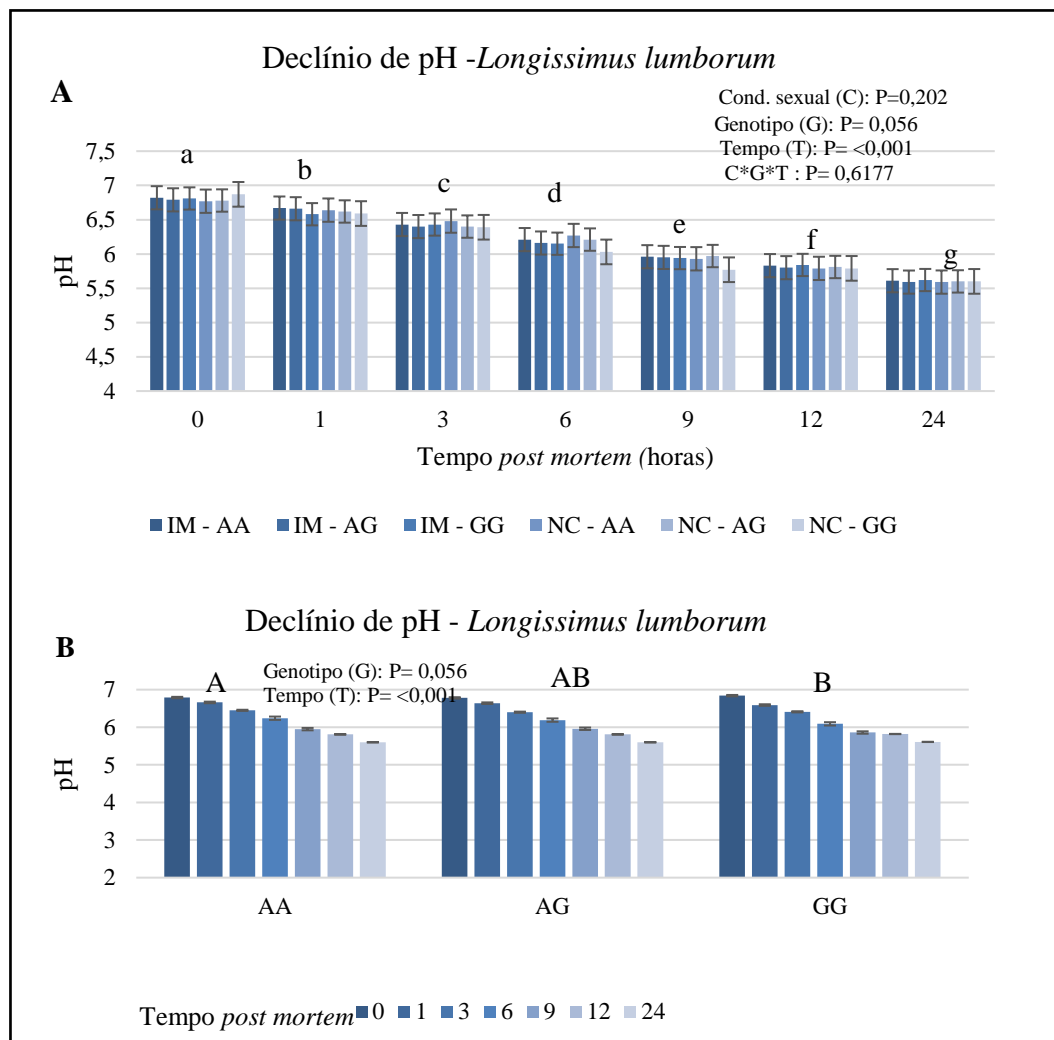 Declínio de pH -Longissimus lumborum
A
Cond. sexual (C): P=0,202
Genotipo (G): P= 0,056
Tempo (T): P= <0,001
C*G*T : P= 0,6177
7,5
7
6,5
6
5,5
5
4,5
4
pH
a
b
c
d
e
f
g
0 1 3 6 9 12 24
Tempo post mortem (horas)
IM - AA IM - AG IM - GG NC - AA NC - AG NC - GG
Declínio de pH - Longissimus lumborum
B
Genotipo (G): P= 0,056
Tempo (T): P= <0,001
A AB B
7
6
5
4
3
2
pH
AA AG GG
Tempo post mortem 0 1 3 6 9 12 24